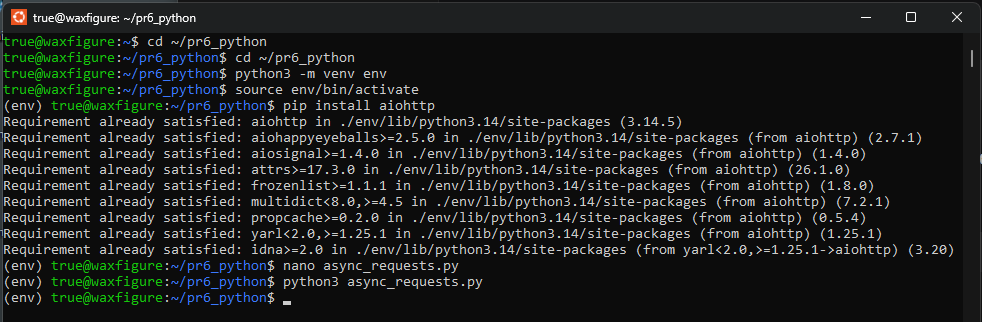 true@waxfigure: ~/pr6_python
true@waxfigure:~$ cd ~/pr6_python
true@waxfigure:~/pr6_python$ cd ~/pr6_python
true@waxfigure:~/pr6_python$ python3 -m venv env
true@waxfigure:~/pr6_python$ source env/bin/activate
(env) true@waxfigure:~/pr6_python$ pip install aiohttp
Requirement already satisfied: aiohttp in ./env/lib/python3.14/site-packages (3.14.5)
Requirement already satisfied: aiohappyeyeballs>=2.5.0 in ./env/lib/python3.14/site-packages (from aiohttp) (2.7.1)
Requirement already satisfied: aiosignal>=1.4.0 in ./env/lib/python3.14/site-packages (from aiohttp) (1.4.0)
Requirement already satisfied: attrs>=17.3.0 in ./env/lib/python3.14/site-packages (from aiohttp) (26.1.0)
Requirement already satisfied: frozenlist>=1.1.1 in ./env/lib/python3.14/site-packages (from aiohttp) (1.8.0)
Requirement already satisfied: multidict<8.0,>=4.5 in ./env/lib/python3.14/site-packages (from aiohttp) (7.2.1)
Requirement already satisfied: propcache>=0.2.0 in ./env/lib/python3.14/site-packages (from aiohttp) (0.5.4)
Requirement already satisfied: yarl<2.0,>=1.25.1 in ./env/lib/python3.14/site-packages (from aiohttp) (1.25.1)
Requirement already satisfied: idna>=2.0 in ./env/lib/python3.14/site-packages (from yarl<2.0,>=1.25.1->aiohttp) (3.20)
(env) true@waxfigure:~/pr6_python$ nano async_requests.py
(env) true@waxfigure:~/pr6_python$ python3 async_requests.py
(env) true@waxfigure:~/pr6_python$